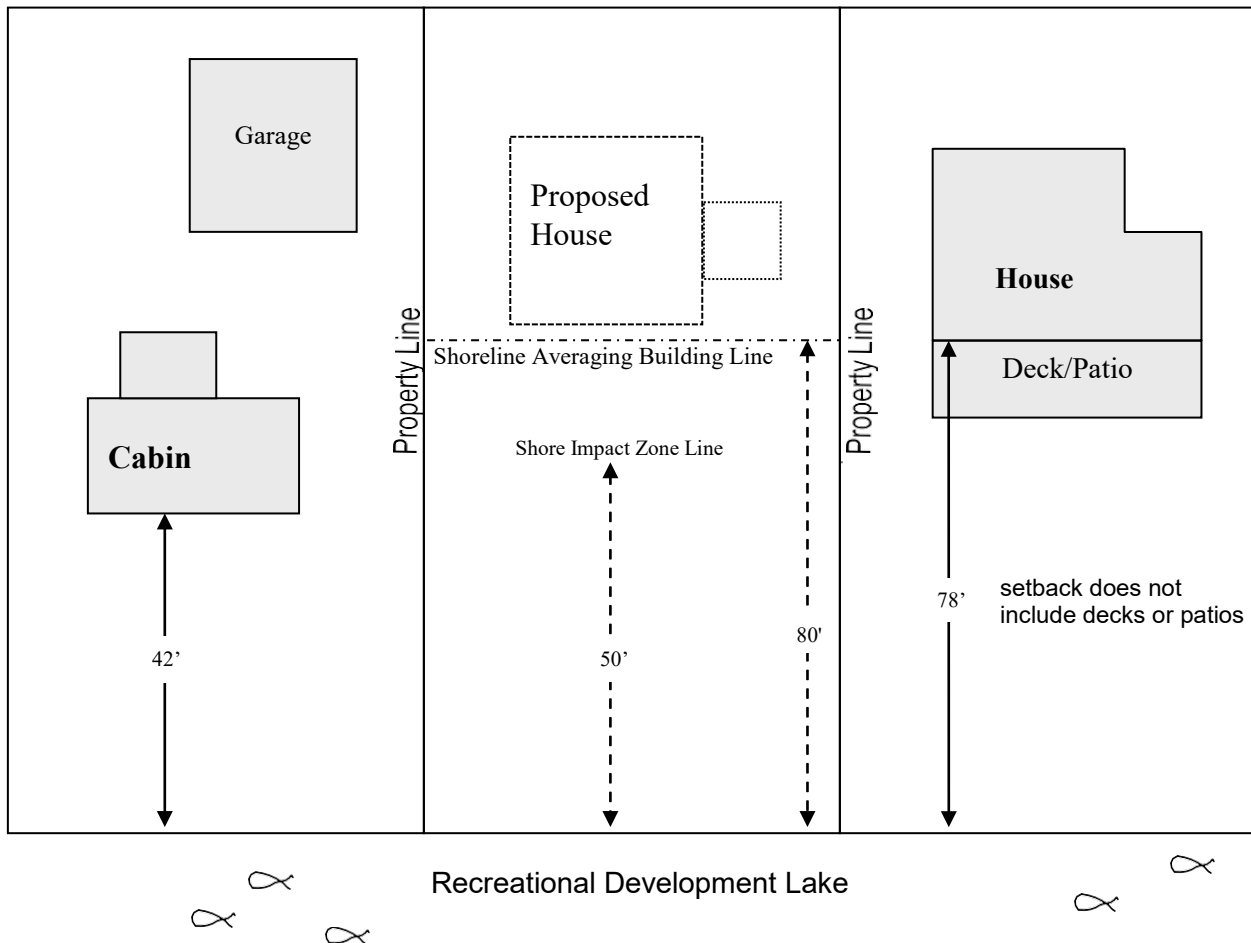 Garage
Proposed
House
House
Property Line
Property Line
Shoreline Averaging Building Line
Deck/Patio
Shore Impact Zone Line
Cabin
78’
setback does not
include decks or patios
80'
42’
50’
Recreational Development Lake